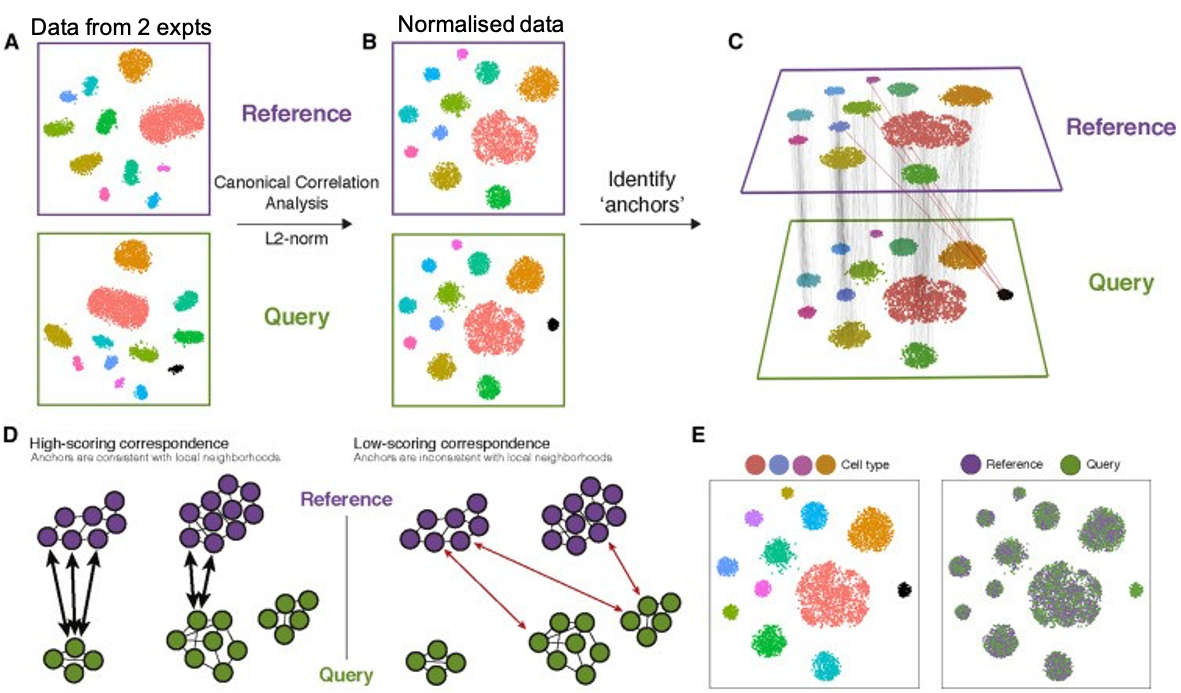 Data from 2 expts
Normalised data
A
B
C
Reference
Canonical Correlation
Analysis
L2-norm
Query
Identify
‘anchors’
Reference
Query
D
High-scoring correspondence
Anchors are consistent with local neighborhoods
Low-scoring correspondence
Anchors are inconsistent with local neighborhoods
Reference
Query
E
Cell type
Reference
Query